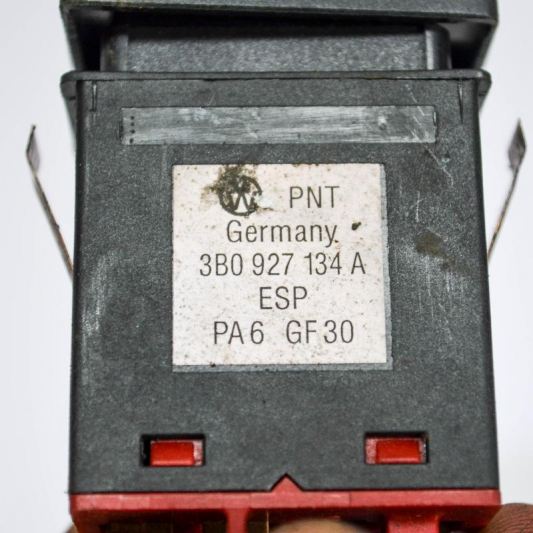 W PNT
Germany
3B0 927 134 A
ESP
PA6 GF30